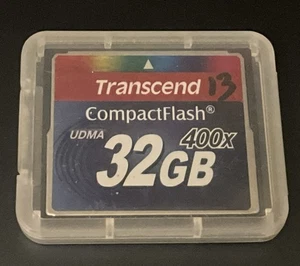 Transcend 13
CompactFlash®
UDMA 400x
32GB